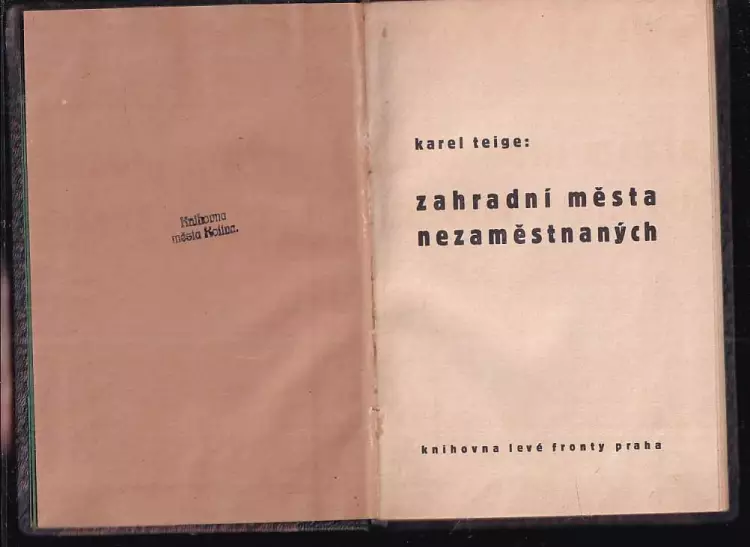 Knihovna
města Kolína.
karel teige:
zahradní města
nezaměstnaných
knihovna levé fronty praha